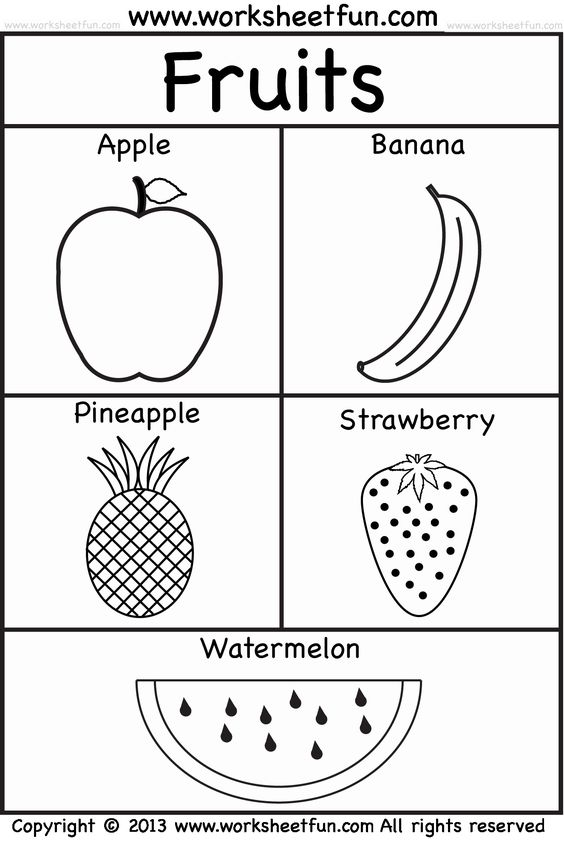 www.worksheetfun.com
www.worksheetfun.com
www.worksheetfun.com
Fruits
Apple
Banana
Pineapple
Strawberry
Watermelon
Copyright © 2013 www.worksheetfun.com All rights reserved